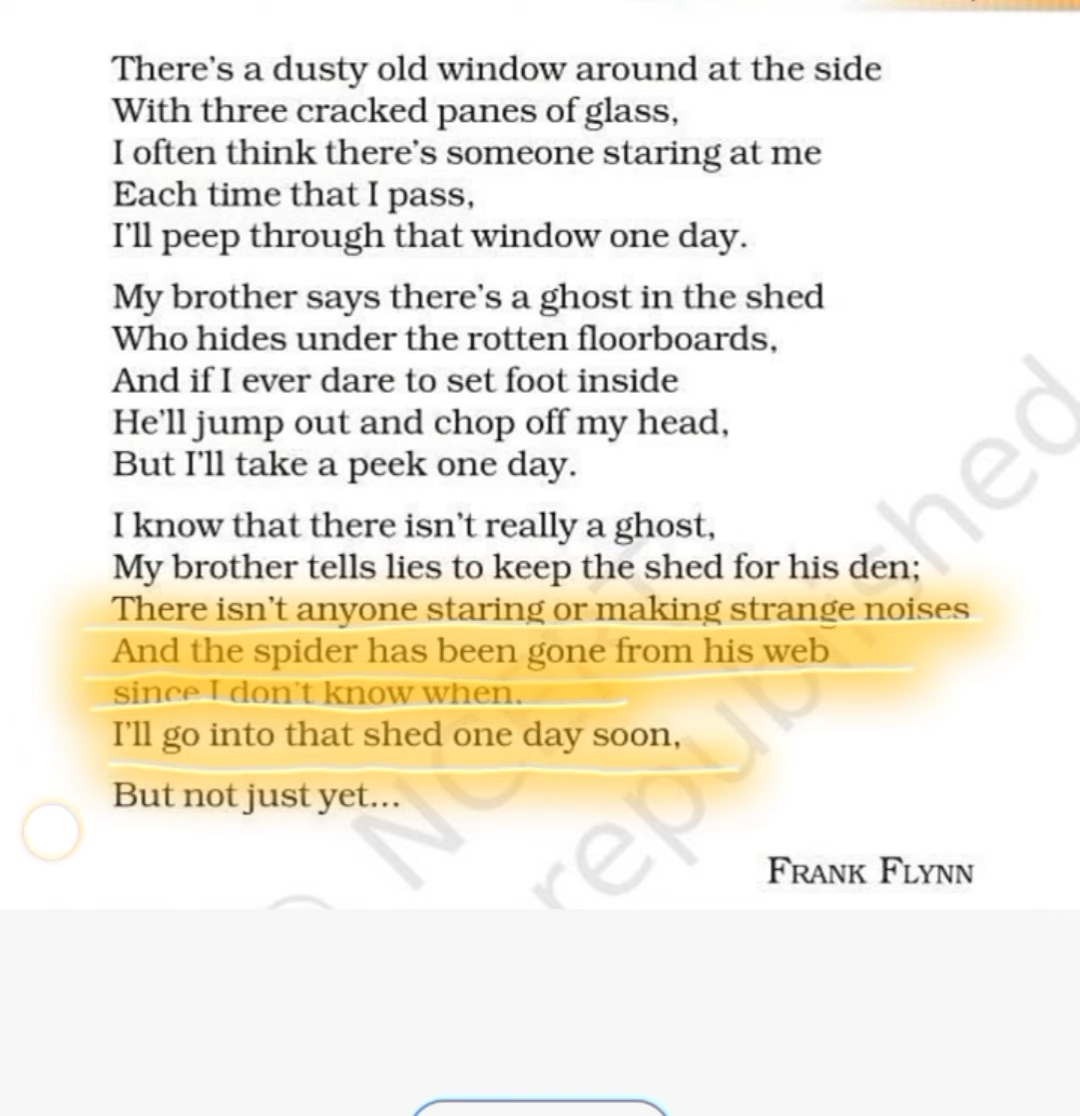 There's a dusty old window around at the side
With three cracked panes of glass,
I often think there's someone staring at me
Each time that I pass,
I'll peep through that window one day.
My brother says there's a ghost in the shed
Who hides under the rotten floorboards,
And if I ever dare to set foot inside
He'll jump out and chop off my head,
But I'll take a peek one day.
I know that there isn't really a ghost,
My brother tells lies to keep the shed for his den;
There isn't anyone staring or making strange noises
And the spider has been gone from his web
since I don't know when.
I'll go into that shed one day soon,
But not just yet...
FRANK FLYNN
© NCERT
republished